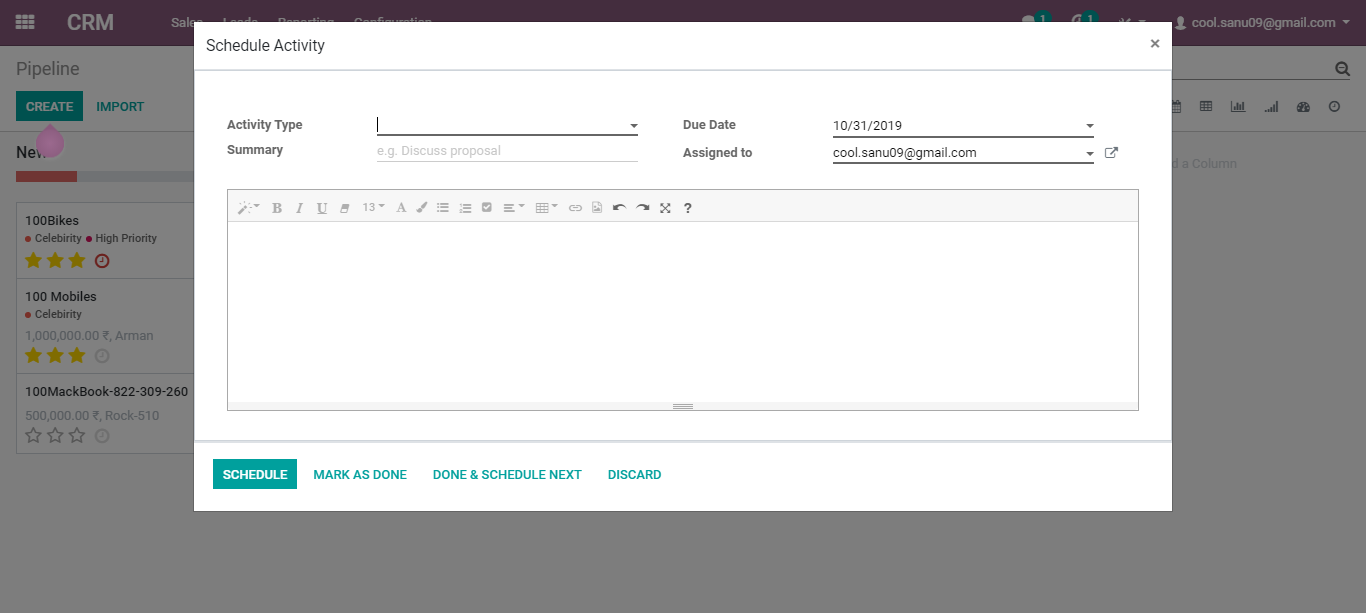 CRM
Sales Leads Reporting Configuration
1 1
cool.sanu09@gmail.com
Pipeline
CREATE IMPORT
Schedule Activity
×
Activity Type
Due Date 10/31/2019
Summary e.g. Discuss proposal
Assigned to cool.sanu09@gmail.com
B I U 13 A ?
SCHEDULE MARK AS DONE DONE & SCHEDULE NEXT DISCARD
New
d a Column
100Bikes
Celebirity High Priority
100 Mobiles
Celebirity
1,000,000.00 ₹, Arman
100MackBook-822-309-260
500,000.00 ₹, Rock-510